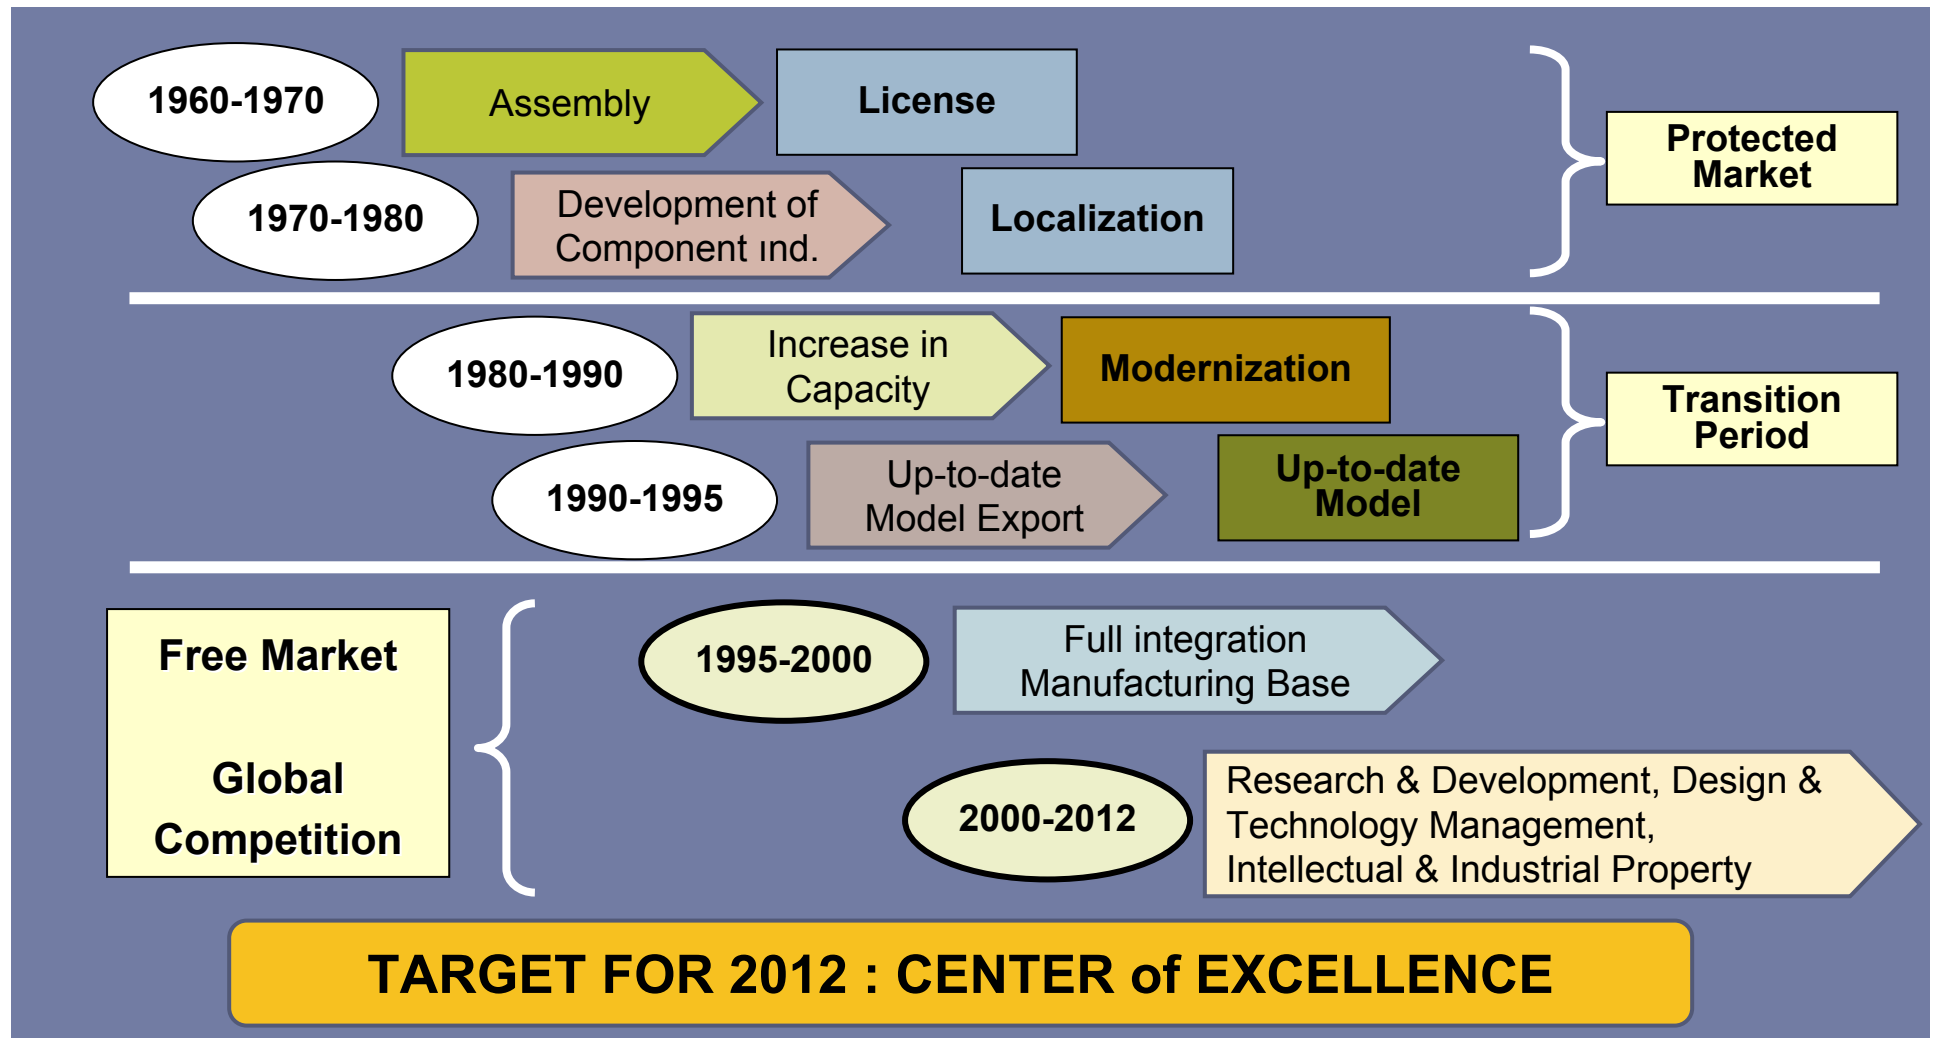 1960-1970
Assembly
License
Protected
Market
1970-1980
Development of
Component ınd.
Localization
1980-1990
Increase in
Capacity
Modernization
Transition
Period
1990-1995
Up-to-date
Model Export
Up-to-date
Model
Free Market
Global
Competition
1995-2000
Full integration
Manufacturing Base
2000-2012
Research & Development, Design &
Technology Management,
Intellectual & Industrial Property
TARGET FOR 2012 : CENTER of EXCELLENCE